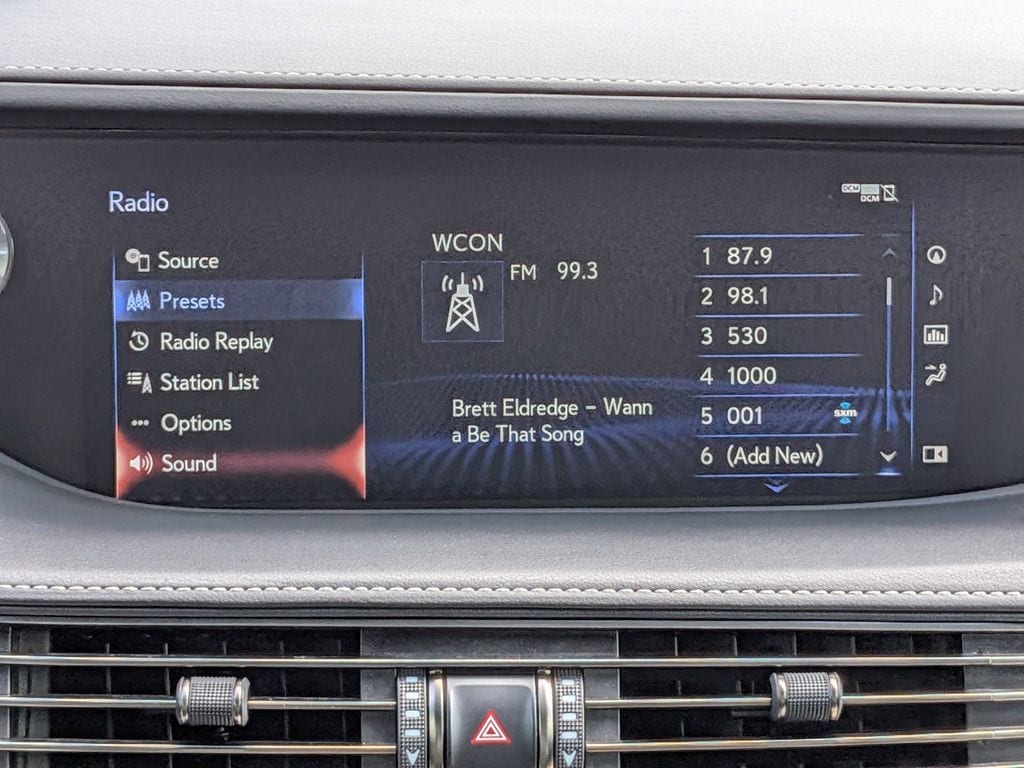 Radio
DCM
DCM
Source
Presets
Radio Replay
Station List
Options
Sound
WCON
FM 99.3
Brett Eldredge – Wann
a Be That Song
1 87.9
2 98.1
3 530
4 1000
5 001 sxm
6 (Add New)